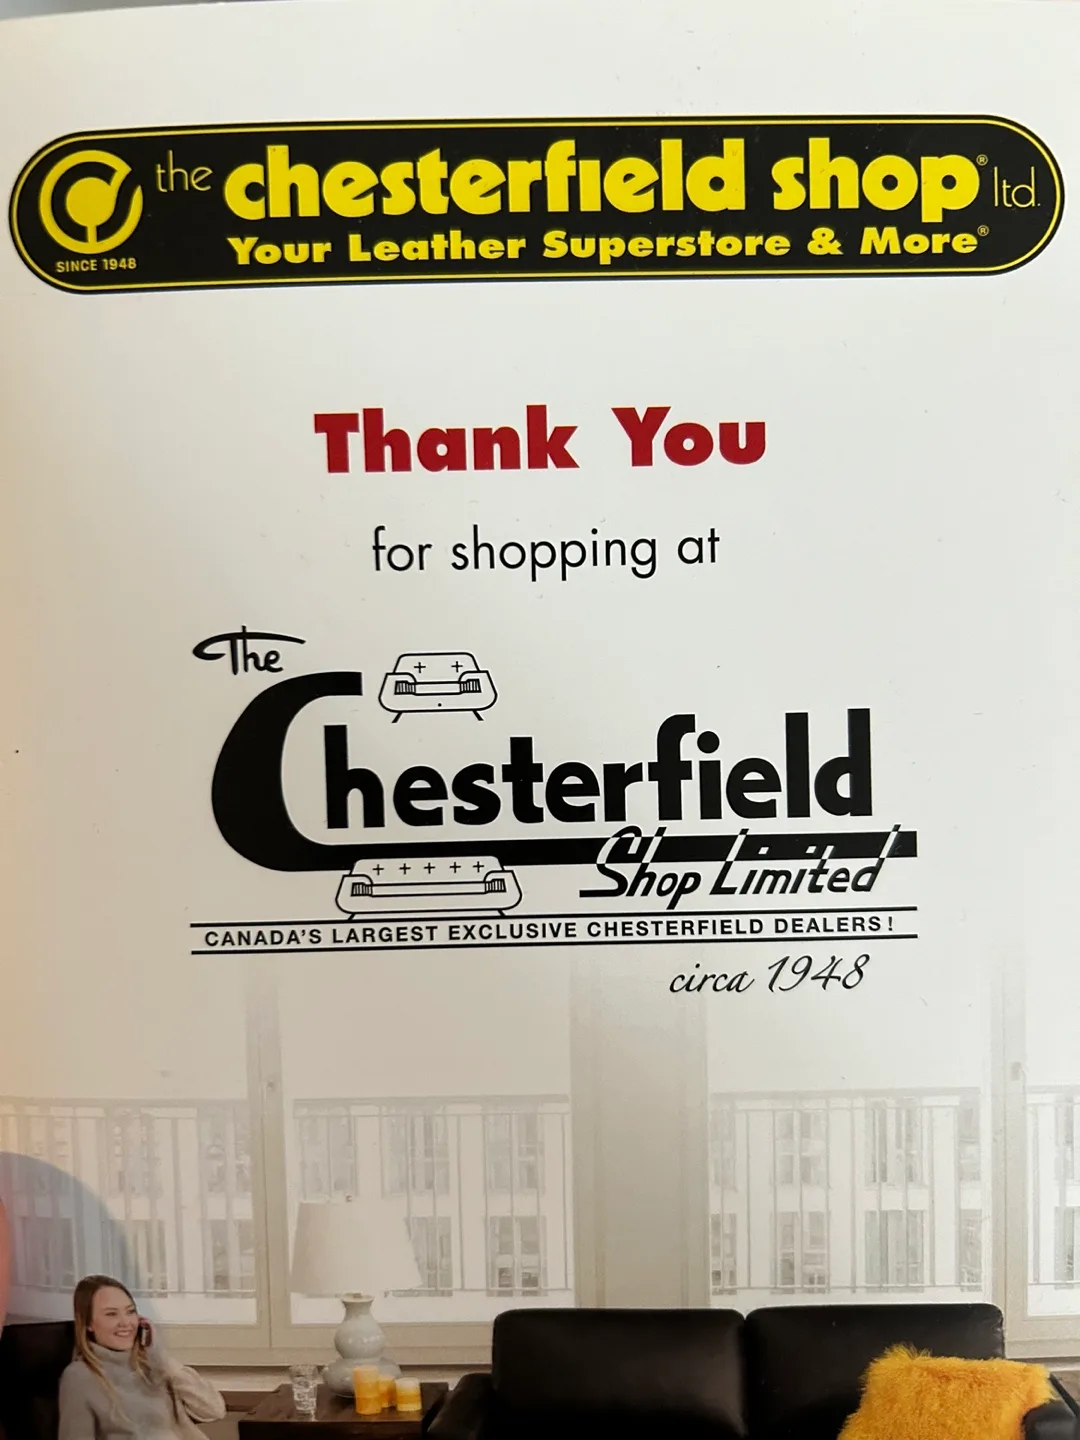 the chesterfield shop® ltd.
Your Leather Superstore & More®
SINCE 1948
Thank You
for shopping at
The
Chesterfield
Shop Limited
CANADA'S LARGEST EXCLUSIVE CHESTERFIELD DEALERS!
circa 1948